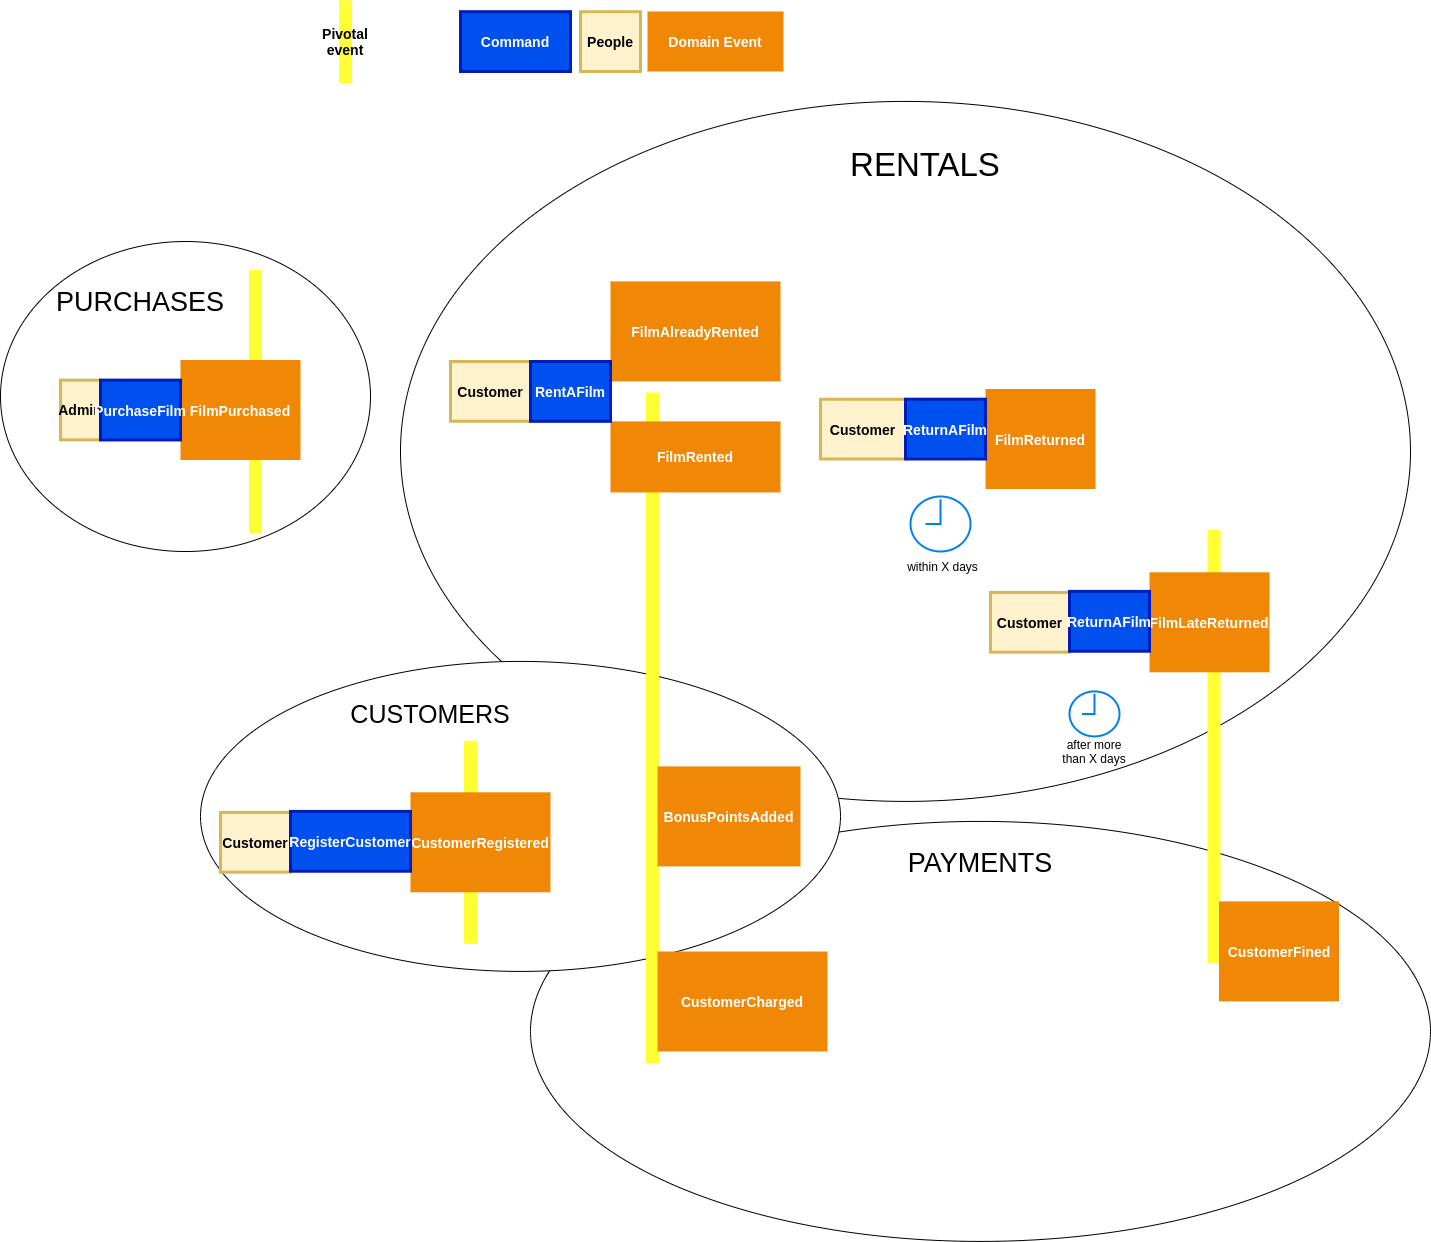 Pivotal
event
Command
People
Domain Event
RENTALS
PURCHASES
FilmAlreadyRented
Customer
RentAFilm
Admi
PurchaseFilm
FilmPurchased
Customer
ReturnAFilm
FilmReturned
FilmRented
within X days
Customer
ReturnAFilm
FilmLateReturned
CUSTOMERS
after more
than X days
BonusPointsAdded
Customer
RegisterCustomer
CustomerRegistered
PAYMENTS
CustomerCharged
CustomerFined